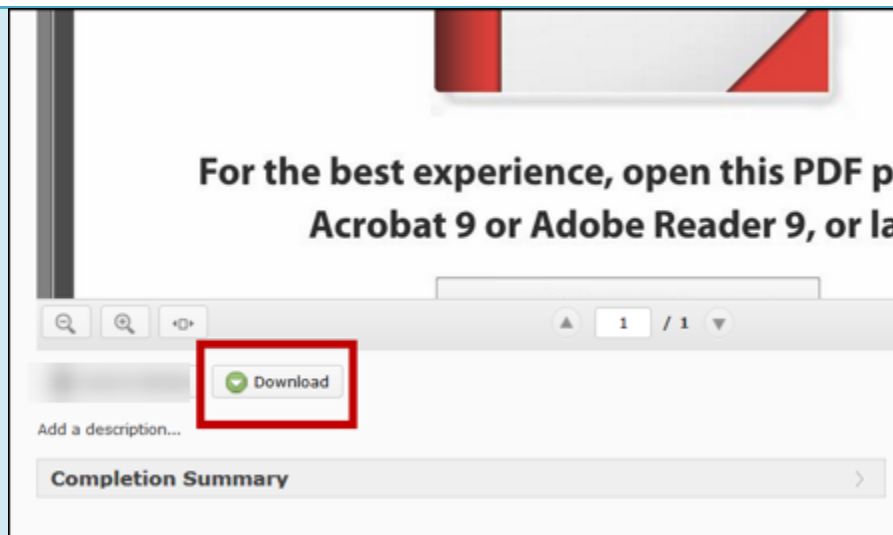 For the best experience, open this PDF p
Acrobat 9 or Adobe Reader 9, or la
1 / 1
Download
Add a description...
Completion Summary